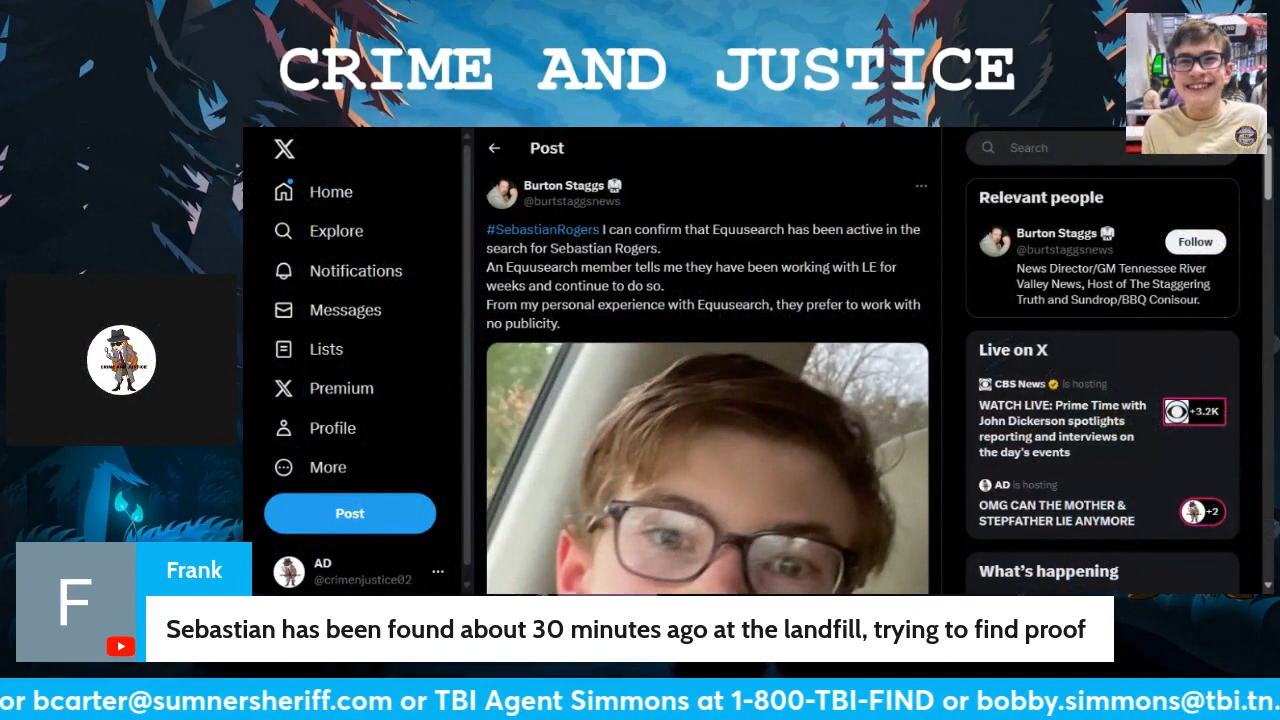 CRIME AND JUSTICE
X
Home
Explore
Notifications
Messages
Lists
Premium
Profile
More
Post
AD
@crimenjustice02
Post
Burton Staggs
@burtstaggsnews
#SebastianRogers I can confirm that Equusearch has been active in the
search for Sebastian Rogers.
An Equusearch member tells me they have been working with LE for
weeks and continue to do so.
From my personal experience with Equusearch, they prefer to work with
no publicity.
Search
Relevant people
Burton Staggs
@burtstaggsnews
Follow
News Director/GM Tennessee River
Valley News, Host of The Staggering
Truth and Sundrop/BBQ Conisour.
Live on X
CBS News is hosting
WATCH LIVE: Prime Time with
John Dickerson spotlights
reporting and interviews on
the day's events
+3.2K
AD is hosting
OMG CAN THE MOTHER &
STEPFATHER LIE ANYMORE
+2
What's happening
CRIME AND JUSTICE
F
Frank
Sebastian has been found about 30 minutes ago at the landfill, trying to find proof
or bcarter@sumnersheriff.com or TBI Agent Simmons at 1-800-TBI-FIND or bobby.simmons@tbi.tn.